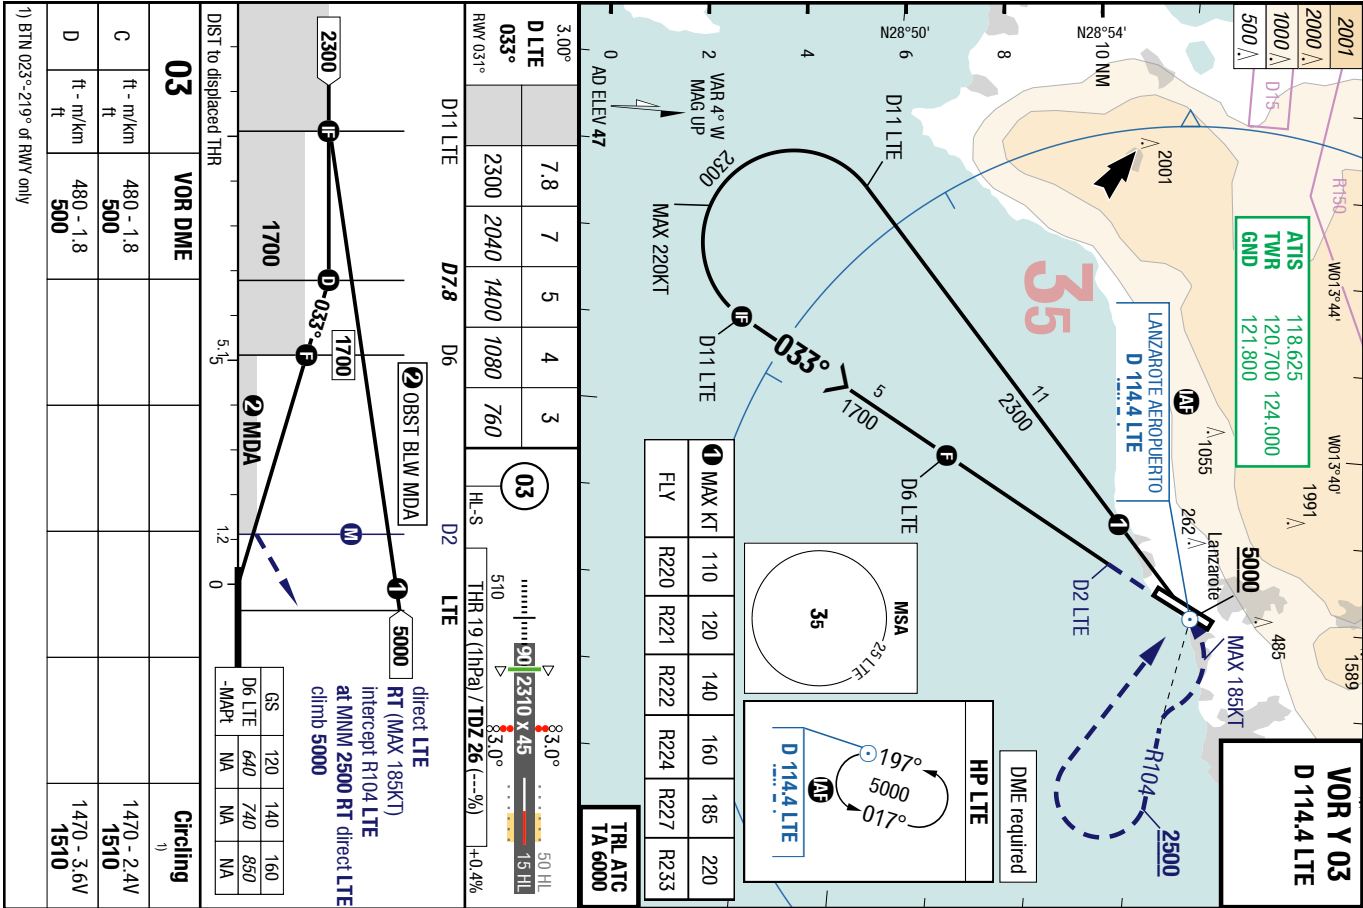 VOR Y 03
D 114.4 LTE
2001
2000
1000
500
D15
R150
2001
W013°44'
W013°40'
ATIS 118.625
TWR 120.700 124.000
GND 121.800
35
LANZAROTE AEROPUERTO
D 114.4 LTE
IAF
1055
1991
262
Lanzarote
5000
485
1589
MAX 185KT
R104
2500
N28°54'
N28°50'
10 NM
8
6
4
2
0
VAR 4° W
MAG UP
AD ELEV 47
D11 LTE
2300
MAX 220KT
IF
D11 LTE
033°
5
1700
F
D6 LTE
11
2300
1
D2 LTE
MSA
25 LTE
35
DME required
HP LTE
197°
5000
017°
IAF
D 114.4 LTE
1 MAX KT 110 120 140 160 185 220
FLY R220 R221 R222 R224 R227 R233
TRL ATC
TA 6000
3.00°
D LTE 7.8 7 5 4 3
033° 2300 2040 1400 1080 760
RWY 031°
03
HL-S
510
90
2310 x 45
15 HL
50 HL
3.0°
3.0°
THR 19 (1hPa) / TDZ 26 (---%)
+0.4%
D11 LTE
D7.8
D6
D2
LTE
2300
IF
D
033°
1700
F
1700
2 OBST BLW MDA
2 MDA
M
1
5000
DIST to displaced THR
5.1
5
1.2
0
direct LTE
RT (MAX 185KT)
intercept R104 LTE
at MNM 2500 RT direct LTE
climb 5000
GS 120 140 160
D6 LTE 640 740 850
-MAPt NA NA NA
03 VOR DME Circling 1)
C ft - m/km 480 - 1.8 1470 - 2.4V
ft 500 1510
D ft - m/km 480 - 1.8 1470 - 3.6V
ft 500 1510
1) BTN 023°-219° of RWY only